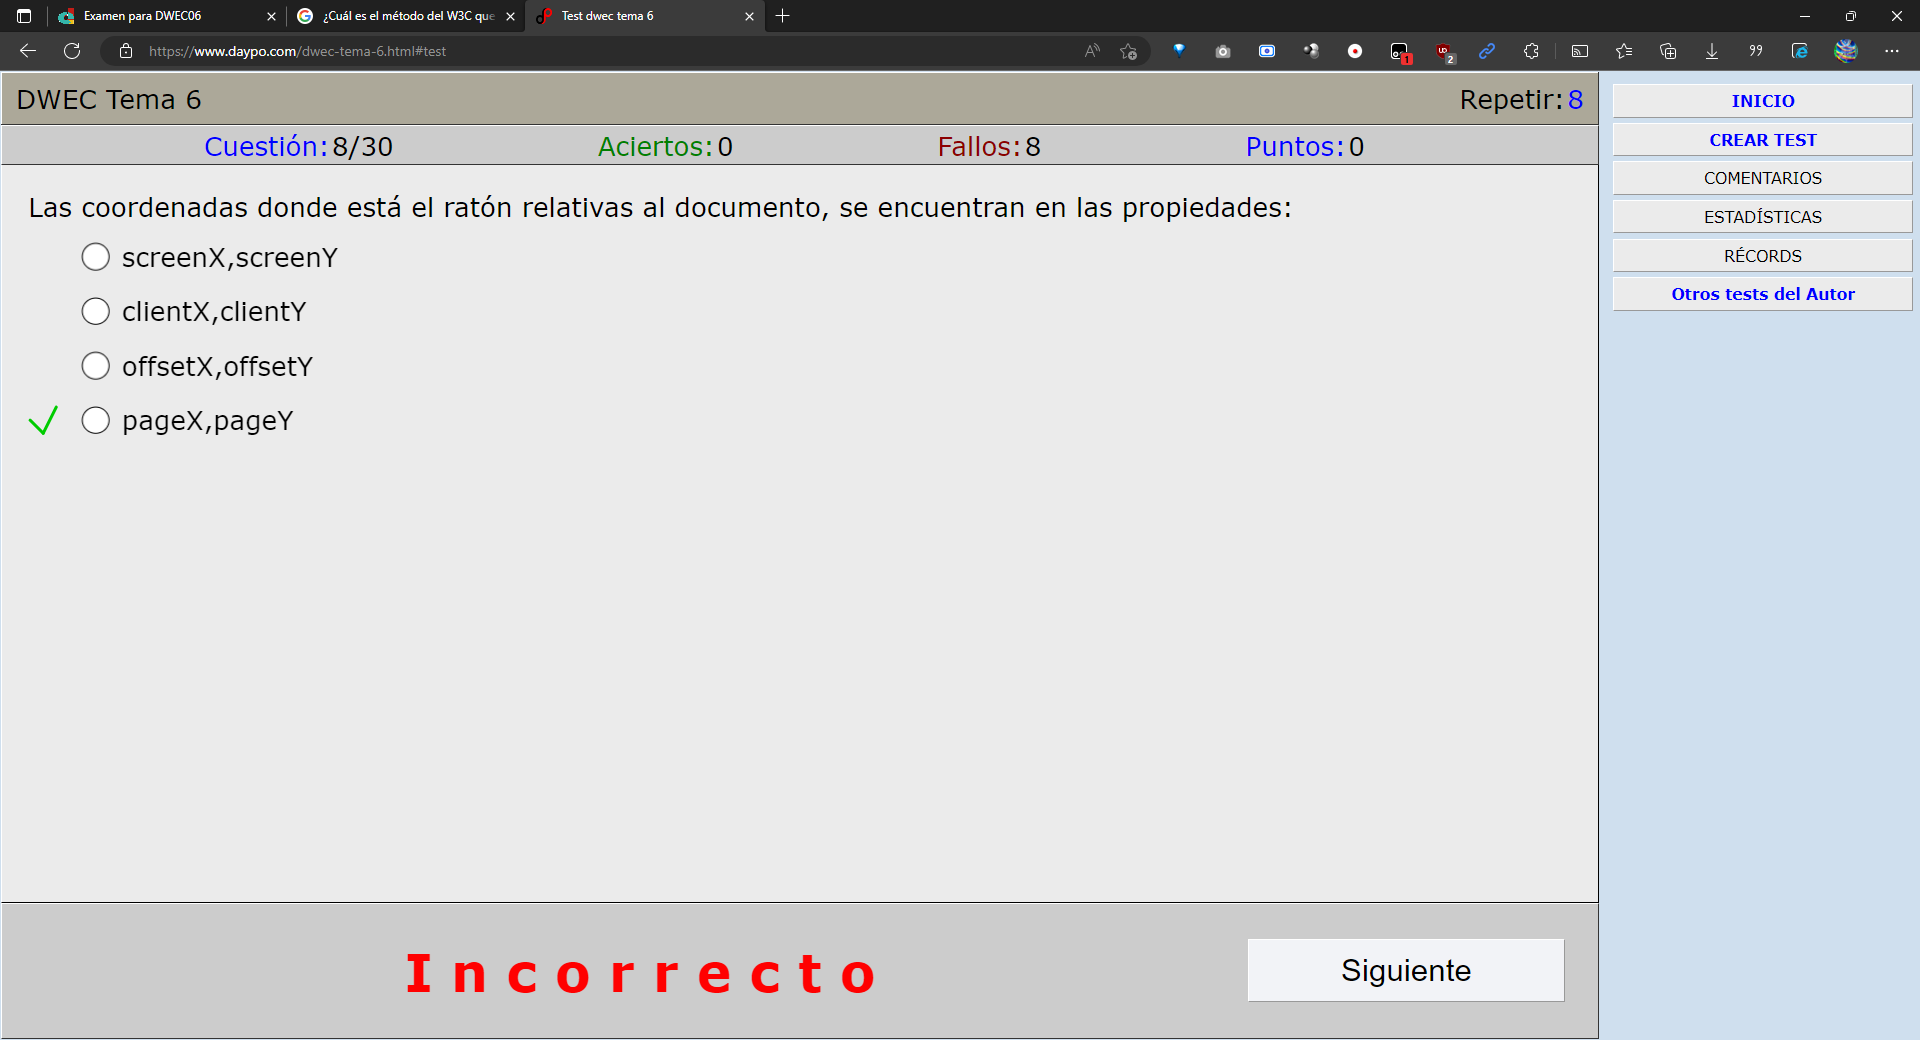 Examen para DWEC06
¿Cuál es el método del W3C que
Test dwec tema 6
https://www.daypo.com/dwec-tema-6.html#test
1
2
DWEC Tema 6
Repetir: 8
Cuestión: 8/30
Aciertos: 0
Fallos: 8
Puntos: 0
Las coordenadas donde está el ratón relativas al documento, se encuentran en las propiedades:
screenX,screenY
clientX,clientY
offsetX,offsetY
pageX,pageY
Incorrecto
Siguiente
INICIO
CREAR TEST
COMENTARIOS
ESTADÍSTICAS
RÉCORDS
Otros tests del Autor